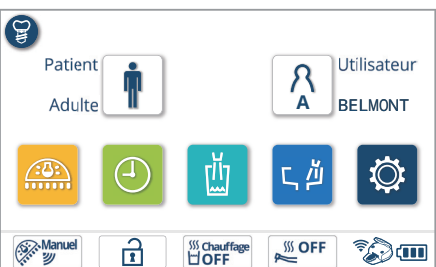 Patient
Adulte
Utilisateur
A
BELMONT
Manuel
Chauffage
OFF
OFF